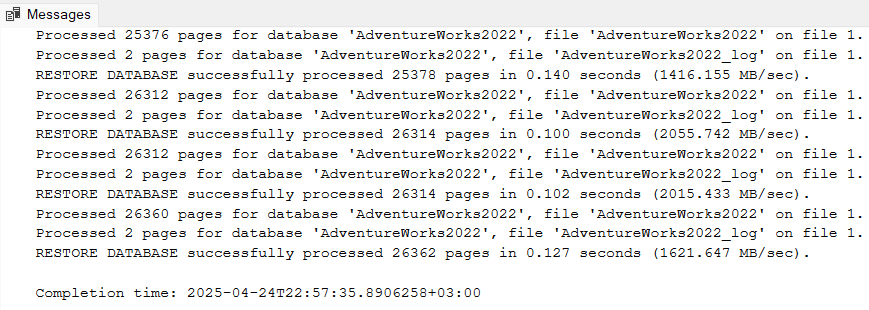 Messages
Processed 25376 pages for database 'AdventureWorks2022', file 'AdventureWorks2022' on file 1.
Processed 2 pages for database 'AdventureWorks2022', file 'AdventureWorks2022_log' on file 1.
RESTORE DATABASE successfully processed 25378 pages in 0.140 seconds (1416.155 MB/sec).
Processed 26312 pages for database 'AdventureWorks2022', file 'AdventureWorks2022' on file 1.
Processed 2 pages for database 'AdventureWorks2022', file 'AdventureWorks2022_log' on file 1.
RESTORE DATABASE successfully processed 26314 pages in 0.100 seconds (2055.742 MB/sec).
Processed 26312 pages for database 'AdventureWorks2022', file 'AdventureWorks2022' on file 1.
Processed 2 pages for database 'AdventureWorks2022', file 'AdventureWorks2022_log' on file 1.
RESTORE DATABASE successfully processed 26314 pages in 0.102 seconds (2015.433 MB/sec).
Processed 26360 pages for database 'AdventureWorks2022', file 'AdventureWorks2022' on file 1.
Processed 2 pages for database 'AdventureWorks2022', file 'AdventureWorks2022_log' on file 1.
RESTORE DATABASE successfully processed 26362 pages in 0.127 seconds (1621.647 MB/sec).
Completion time: 2025-04-24T22:57:35.8906258+03:00